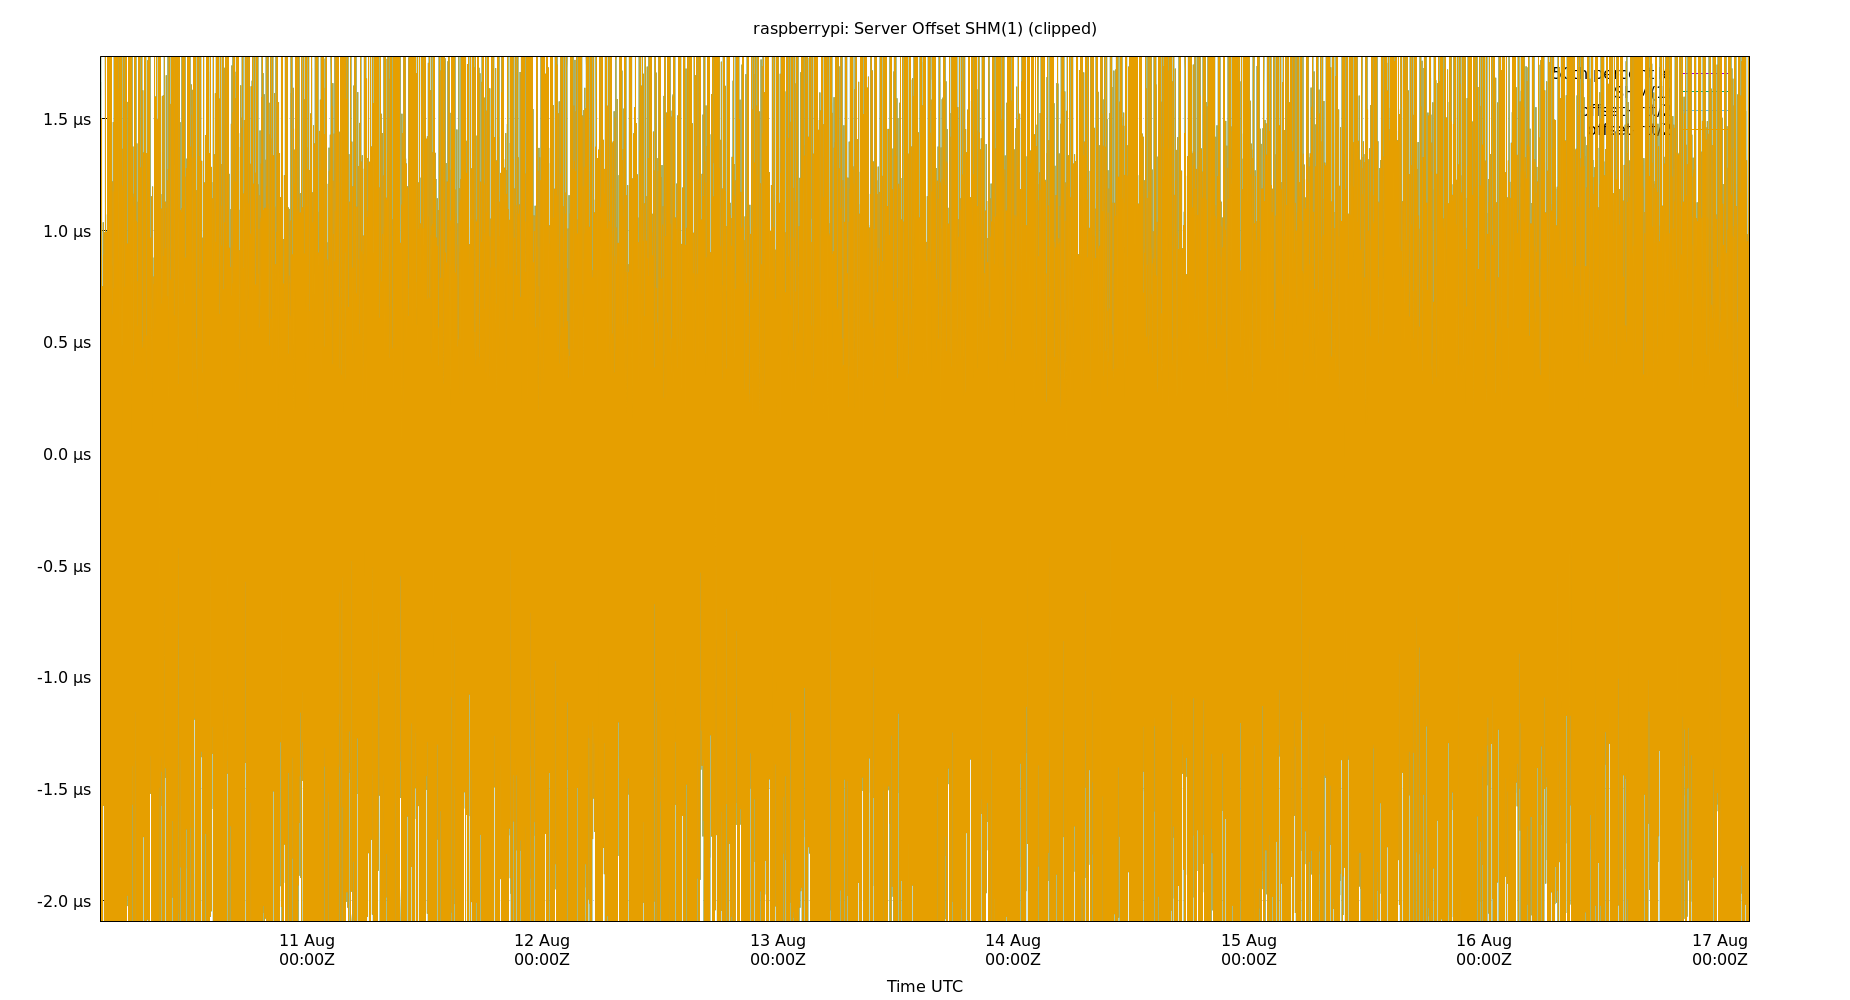 raspberrypi: Server Offset SHM(1) (clipped)
1.5 µs
1.0 µs
0.5 µs
0.0 µs
-0.5 µs
-1.0 µs
-1.5 µs
-2.0 µs
11 Aug 12 Aug 13 Aug 14 Aug 15 Aug 16 Aug 17 Aug
00:00Z 00:00Z 00:00Z 00:00Z 00:00Z 00:00Z 00:00Z
Time UTC